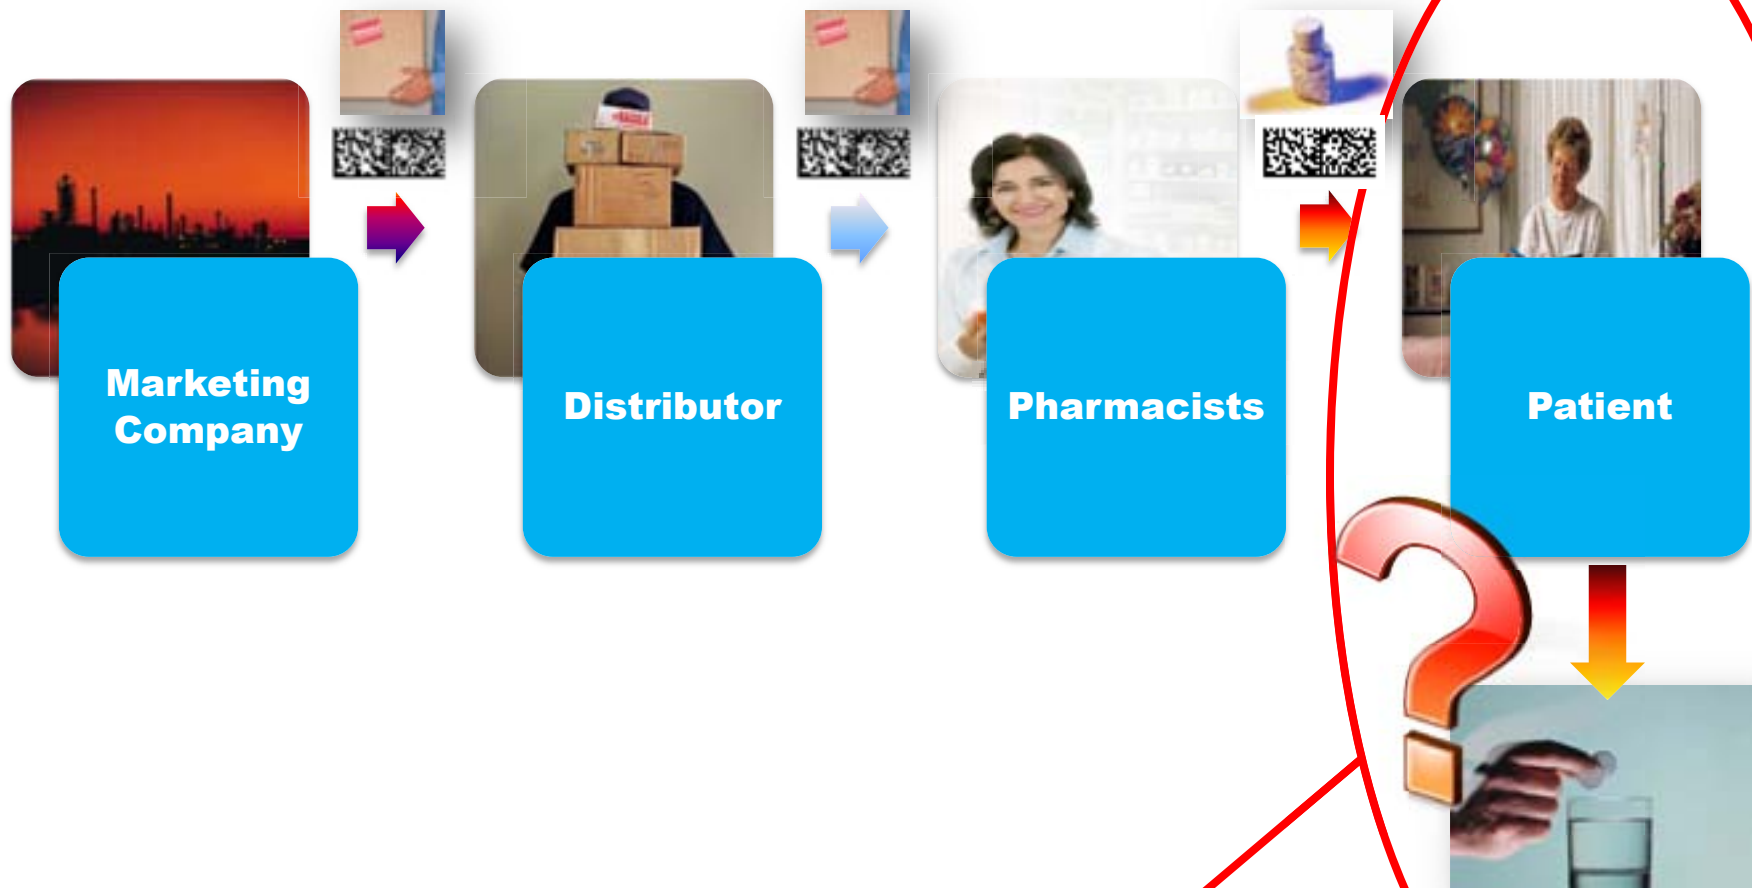 Marketing
Company
Distributor
Pharmacists
Patient